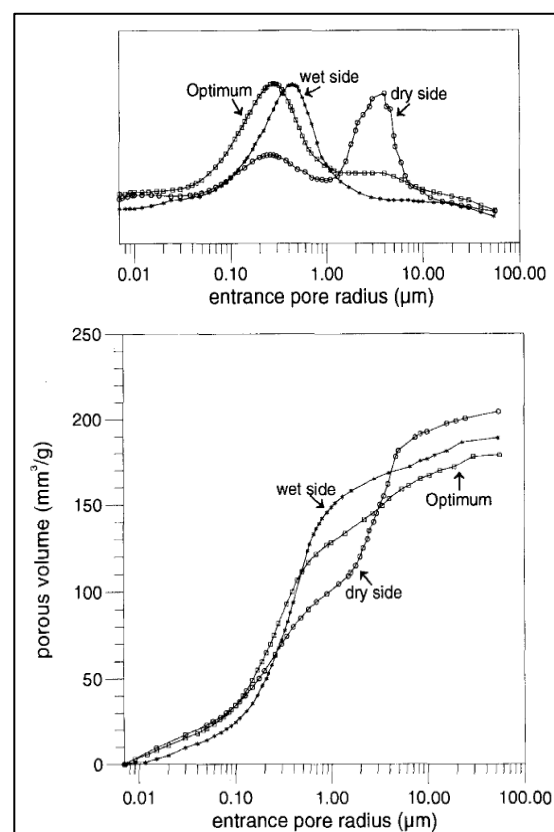 Optimum
wet side
dry side
0.01 0.10 1.00 10.00 100.00
entrance pore radius (μm)
250
200
150
100
50
0
porous volume (mm³/g)
wet side
Optimum
dry side
0.01 0.10 1.00 10.00 100.00
entrance pore radius (μm)